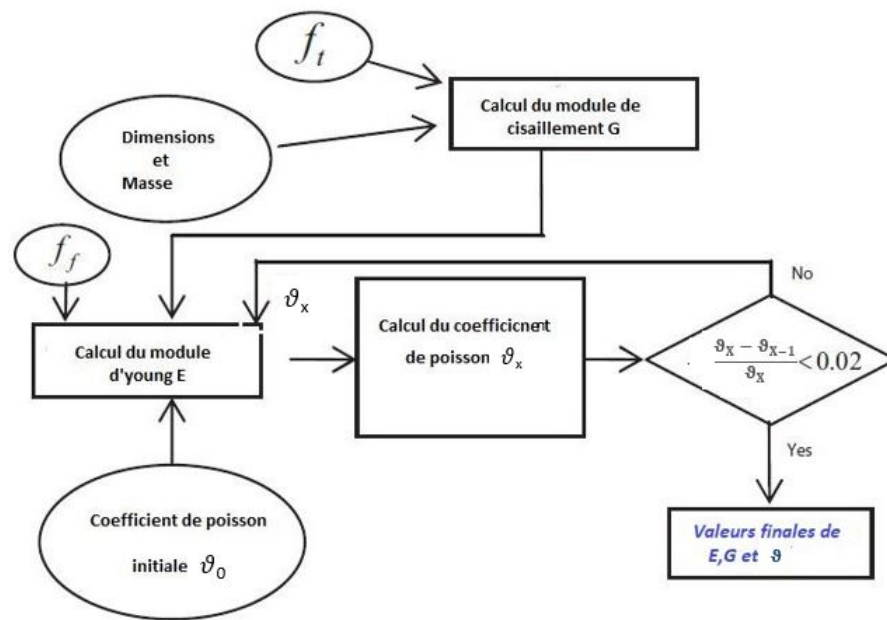 f_t
Calcul du module de
cisaillement G
Dimensions
et
Masse
f_f
ϑ_x
No
Calcul du module
d'young E
Calcul du coefficicnent
de poisson ϑ_x
ϑ_X − ϑ_X−1
ϑ_X
<0.02
Yes
Coefficient de poisson
initiale ϑ_0
Valeurs finales de
E,G et ϑ